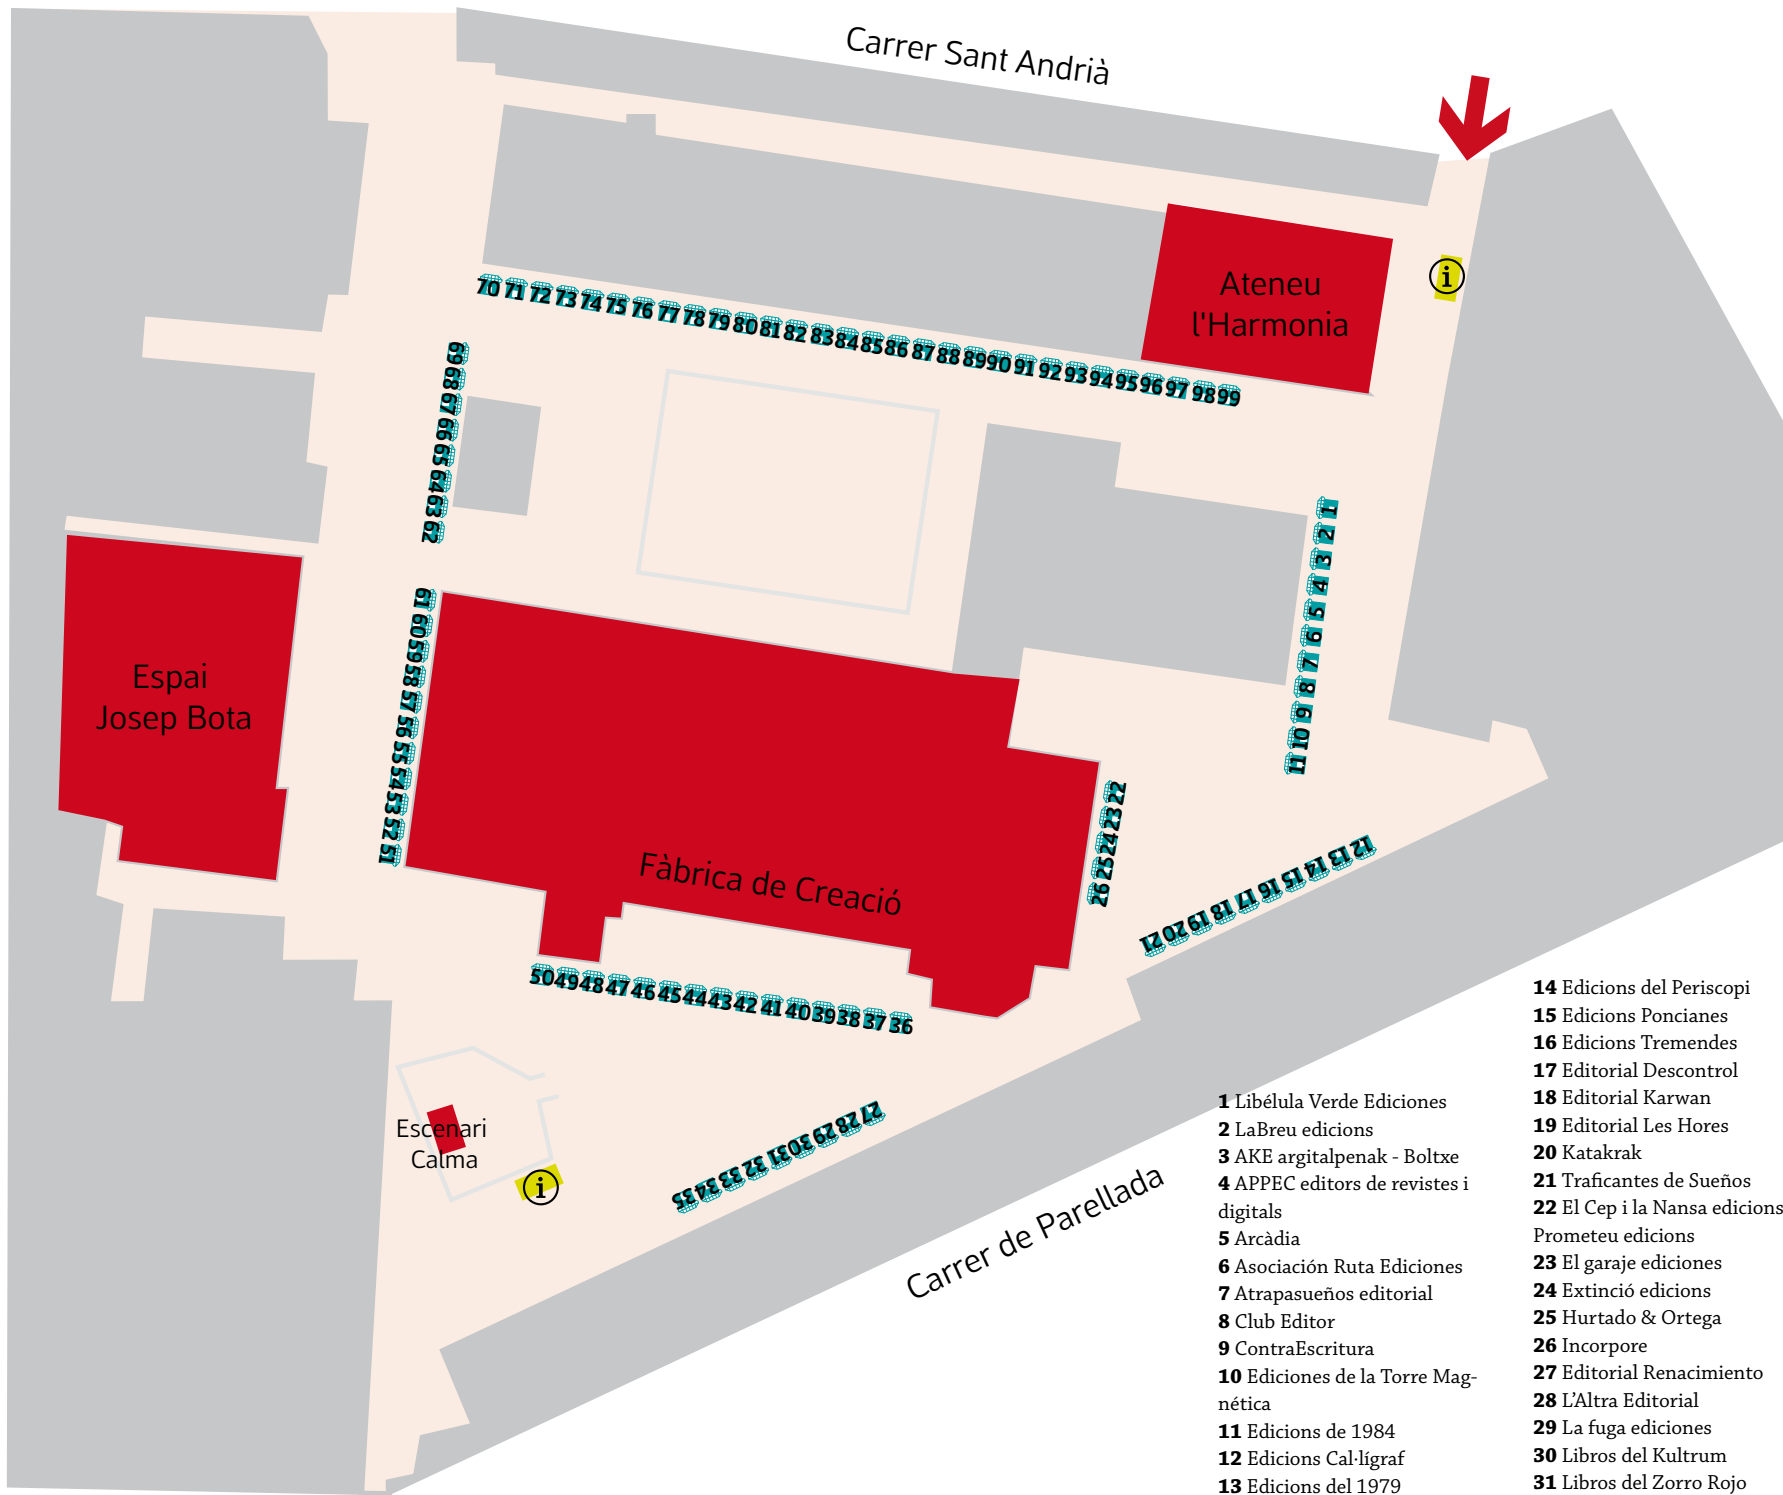 Carrer Sant Andrià
Ateneu
l'Harmonia
i
70 71 72 73 74 75 76 77 78 79 80 81 82 83 84 85 86 87 88 89 90 91 92 93 94 95 96 97 98 99
69
68
67
66
65
64
63
62
1
2
3
4
5
6
7
8
9
10
11
61
60
59
58
57
56
55
54
53
52
51
Espai
Josep Bota
Fàbrica de Creació
22
23
24
25
26
12
13
14
15
16
17
18
19
20
21
50 49 48 47 46 45 44 43 42 41 40 39 38 37 36
Escenari
Calma
i
27
28
29
30
31
32
33
34
35
Carrer de Parellada
1 Libélula Verde Ediciones
2 LaBreu edicions
3 AKE argitalpenak - Boltxe
4 APPEC editors de revistes i
digitals
5 Arcàdia
6 Asociación Ruta Ediciones
7 Atrapasueños editorial
8 Club Editor
9 ContraEscritura
10 Ediciones de la Torre Mag-
nética
11 Edicions de 1984
12 Edicions Cal·lígraf
13 Edicions del 1979
14 Edicions del Periscopi
15 Edicions Poncianes
16 Edicions Tremendes
17 Editorial Descontrol
18 Editorial Karwan
19 Editorial Les Hores
20 Katakrak
21 Traficantes de Sueños
22 El Cep i la Nansa edicions
Prometeu edicions
23 El garaje ediciones
24 Extinció edicions
25 Hurtado & Ortega
26 Incorpore
27 Editorial Renacimiento
28 L'Altra Editorial
29 La fuga ediciones
30 Libros del Kultrum
31 Libros del Zorro Rojo